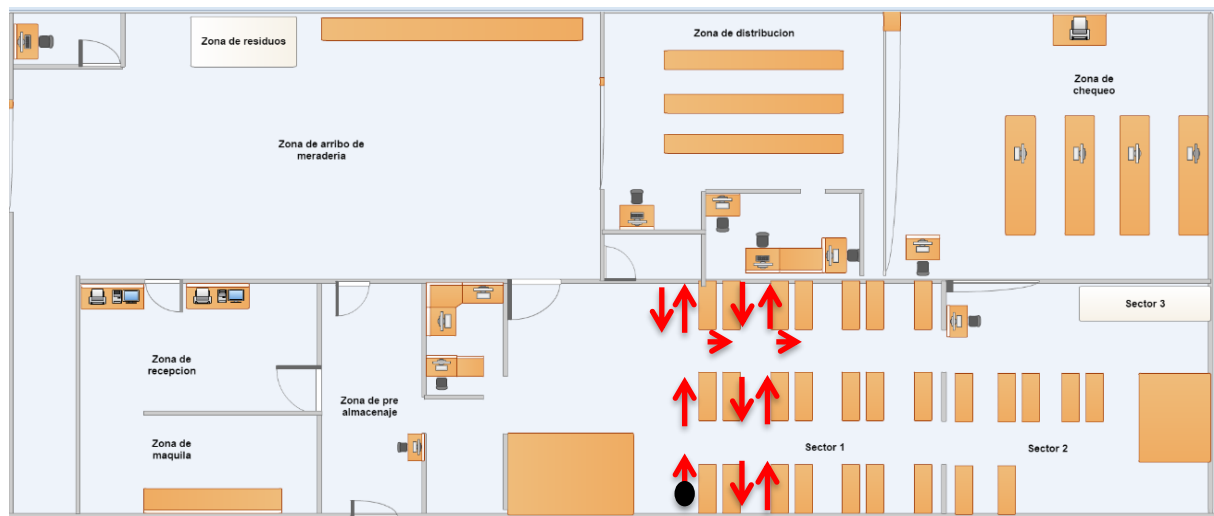 Zona de residuos
Zona de distribucion
Zona de
chequeo
Zona de arribo de
meraderia
Sector 3
Zona de
recepcion
Zona de pre
almacenaje
Zona de
maquila
Sector 1
Sector 2